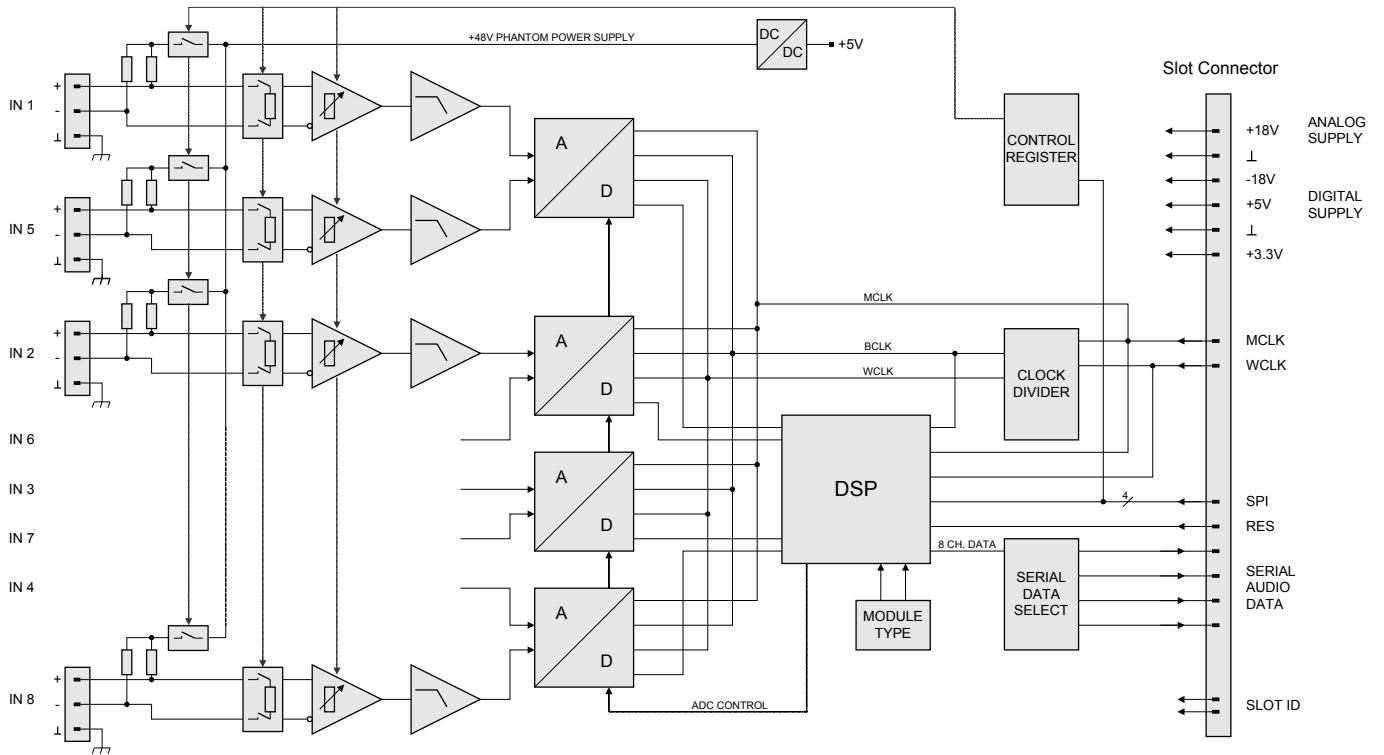 +48V PHANTOM POWER SUPPLY
DC
DC
+5V
Slot Connector
IN 1
+
-
⊥
A
D
CONTROL
REGISTER
+18V
⊥
-18V
+5V
⊥
+3.3V
ANALOG
SUPPLY
DIGITAL
SUPPLY
IN 5
+
-
⊥
IN 2
+
-
⊥
A
D
MCLK
BCLK
WCLK
CLOCK
DIVIDER
MCLK
WCLK
IN 6
IN 3
IN 7
A
D
DSP
4
SPI
RES
8 CH. DATA
SERIAL
DATA
SELECT
SERIAL
AUDIO
DATA
IN 4
A
D
MODULE
TYPE
IN 8
+
-
⊥
ADC CONTROL
SLOT ID